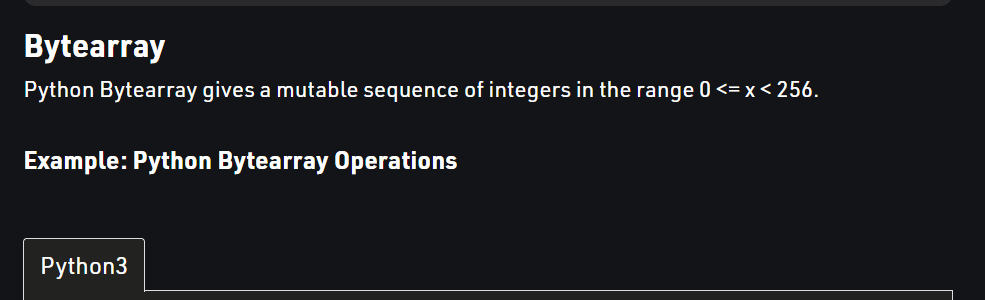 Bytearray
Python Bytearray gives a mutable sequence of integers in the range 0 <= x < 256.
Example: Python Bytearray Operations
Python3